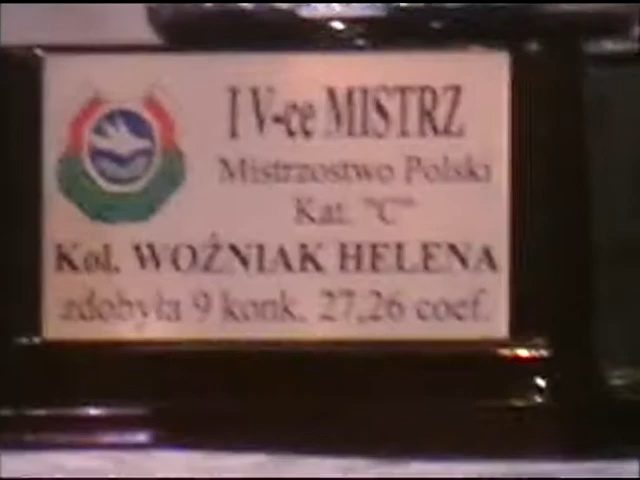 I V-ce MISTRZ
Mistrzostwo Polski
Kat. "C"
Kol. WOŹNIAK HELENA
zdobyła 9 konk. 27,26 coef.